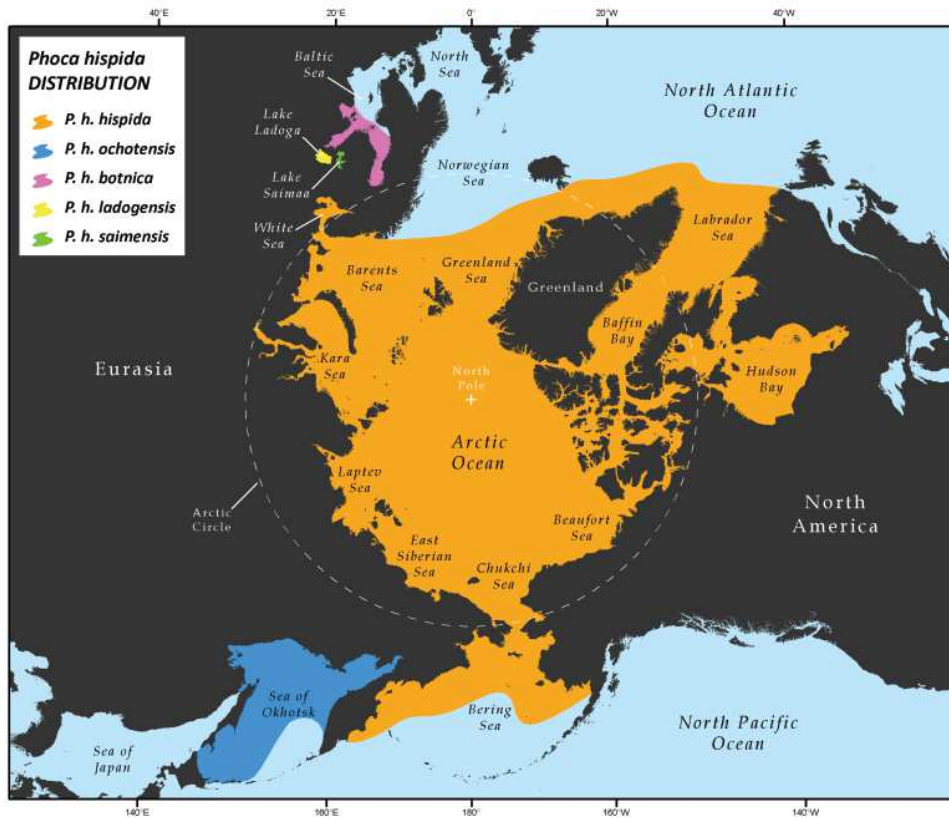 40°E
20°E
0°
20°W
40°W
Phoca hispida
DISTRIBUTION
P. h. hispida
P. h. ochotensis
P. h. botnica
P. h. ladogensis
P. h. saimensis
Baltic
Sea
North
Sea
North Atlantic
Ocean
Lake
Ladoga
Lake
Saimaa
Norwegian
Sea
White
Sea
Labrador
Sea
Barents
Sea
Greenland
Sea
Greenland
Baffin
Bay
Eurasia
Kara
Sea
North
Pole
Hudson
Bay
Arctic
Ocean
Laptev
Sea
North
America
Arctic
Circle
Beaufort
Sea
East
Siberian
Sea
Chukchi
Sea
Sea of
Okhotsk
Bering
Sea
North Pacific
Ocean
Sea of
Japan
140°E
160°E
180°
160°W
140°W